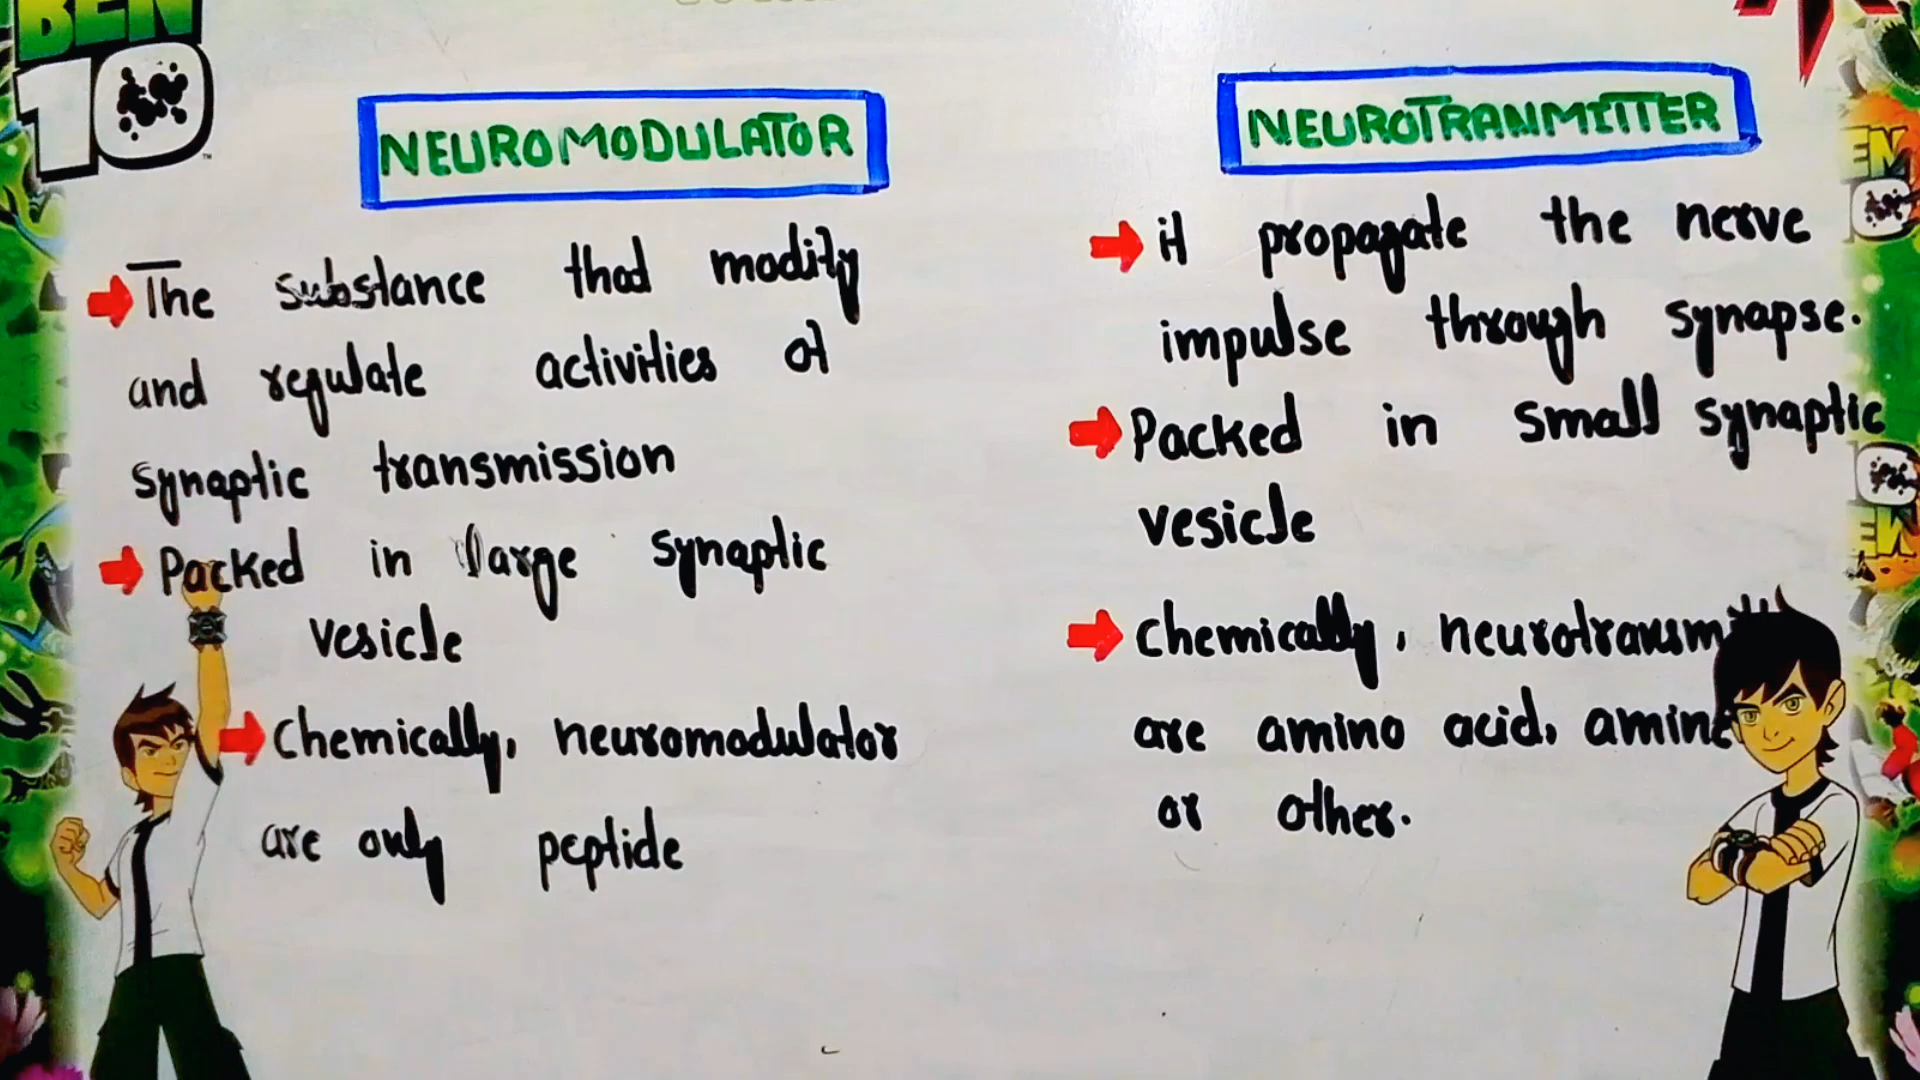 BEN
10
NEUROMODULATOR
The substance that modify
and regulate activities of
synaptic transmission
Packed in large synaptic
vesicle
Chemically, neuromodulator
are only peptide
NEUROTRANMITTER
it propagate the nerve
impulse through synapse.
Packed in small synaptic
vesicle
Chemically, neurotransmi
are amino acid, amine
or other.